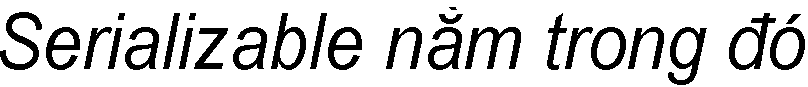 Serializable nằm trong đó